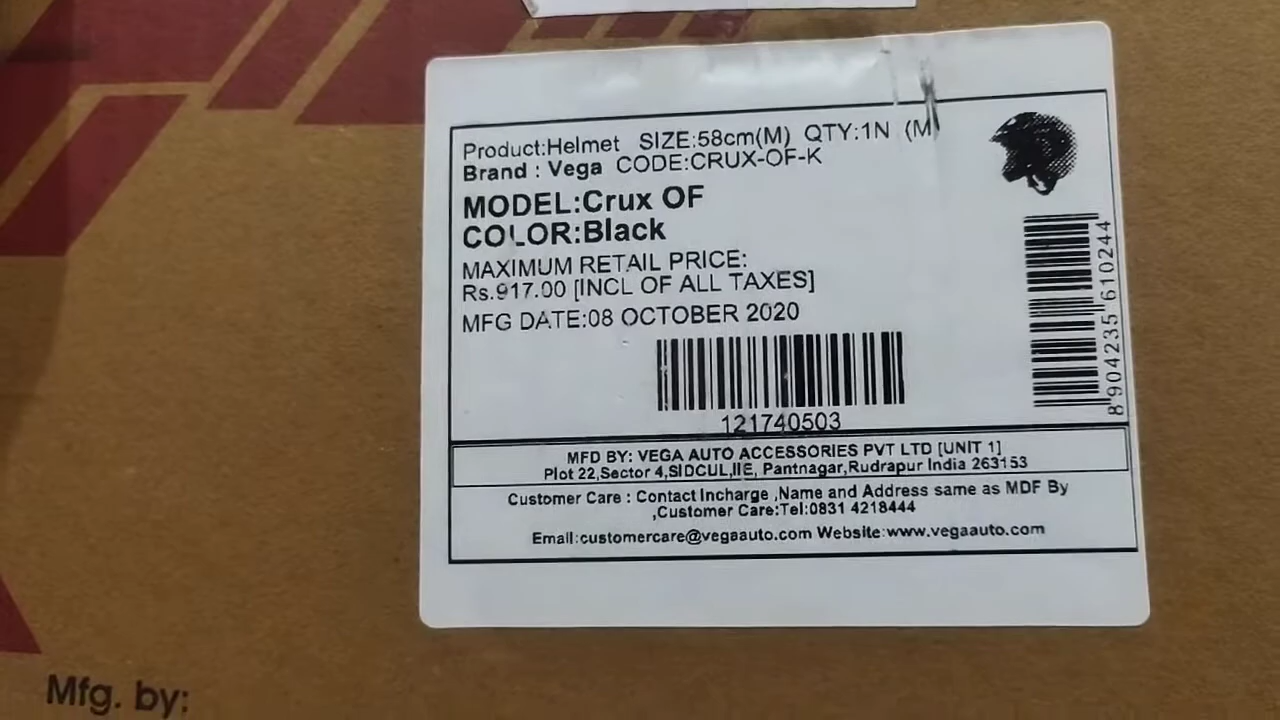 Product:Helmet SIZE:58cm(M) QTY:1N (M
Brand : Vega CODE:CRUX-OF-K
MODEL:Crux OF
COLOR:Black
MAXIMUM RETAIL PRICE:
Rs.917.00 [INCL OF ALL TAXES]
MFG DATE:08 OCTOBER 2020
121740503
8 904235 610244
MFD BY: VEGA AUTO ACCESSORIES PVT LTD [UNIT 1]
Plot 22,Sector 4,SIDCUL,IIE, Pantnagar,Rudrapur India 263153
Customer Care : Contact Incharge ,Name and Address same as MDF By
,Customer Care:Tel:0831 4218444
Email:customercare@vegaauto.com Website:www.vegaauto.com
Mfg. by: